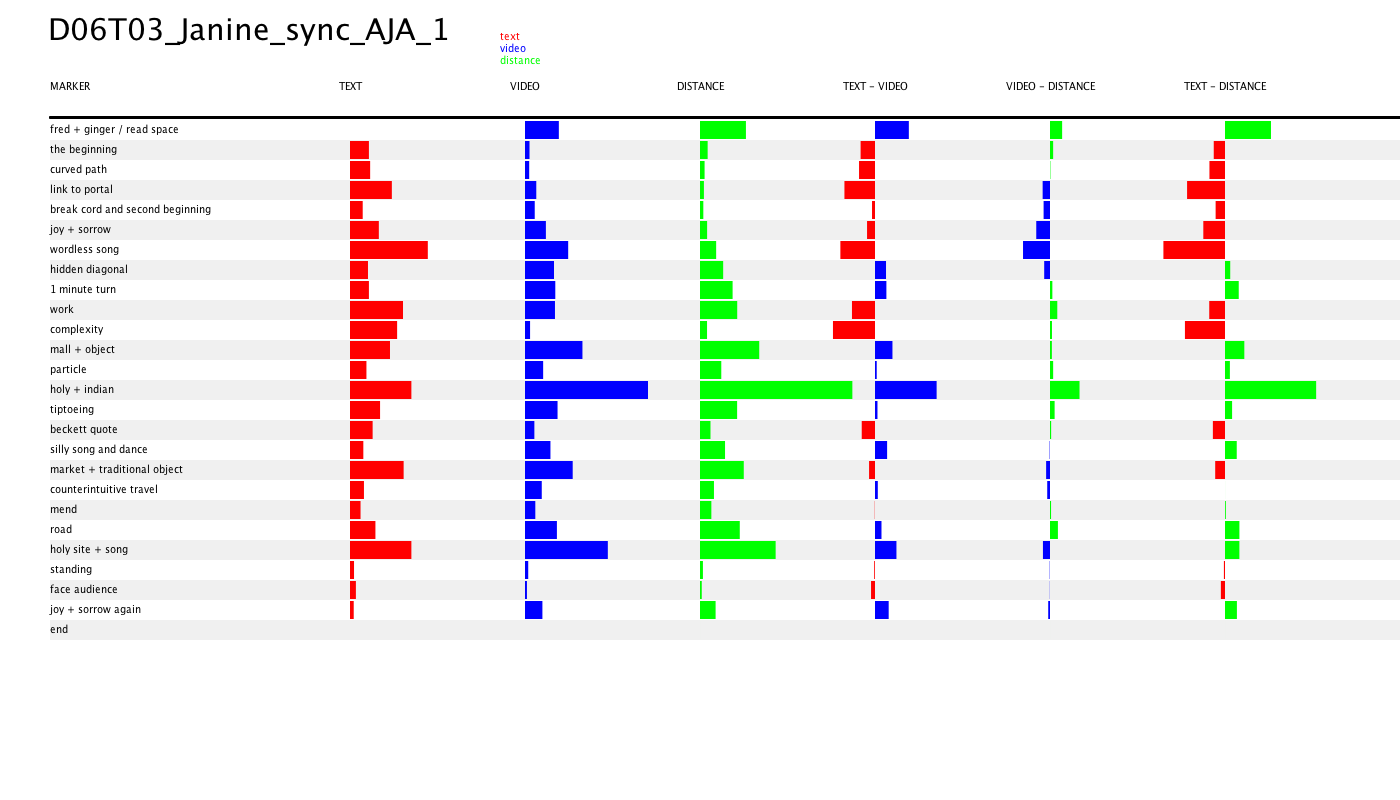 D06T03_Janine_sync_AJA_1
text
video
distance
MARKER TEXT VIDEO DISTANCE TEXT – VIDEO VIDEO – DISTANCE TEXT – DISTANCE
fred + ginger / read space
the beginning
curved path
link to portal
break cord and second beginning
joy + sorrow
wordless song
hidden diagonal
1 minute turn
work
complexity
mall + object
particle
holy + indian
tiptoeing
beckett quote
silly song and dance
market + traditional object
counterintuitive travel
mend
road
holy site + song
standing
face audience
joy + sorrow again
end